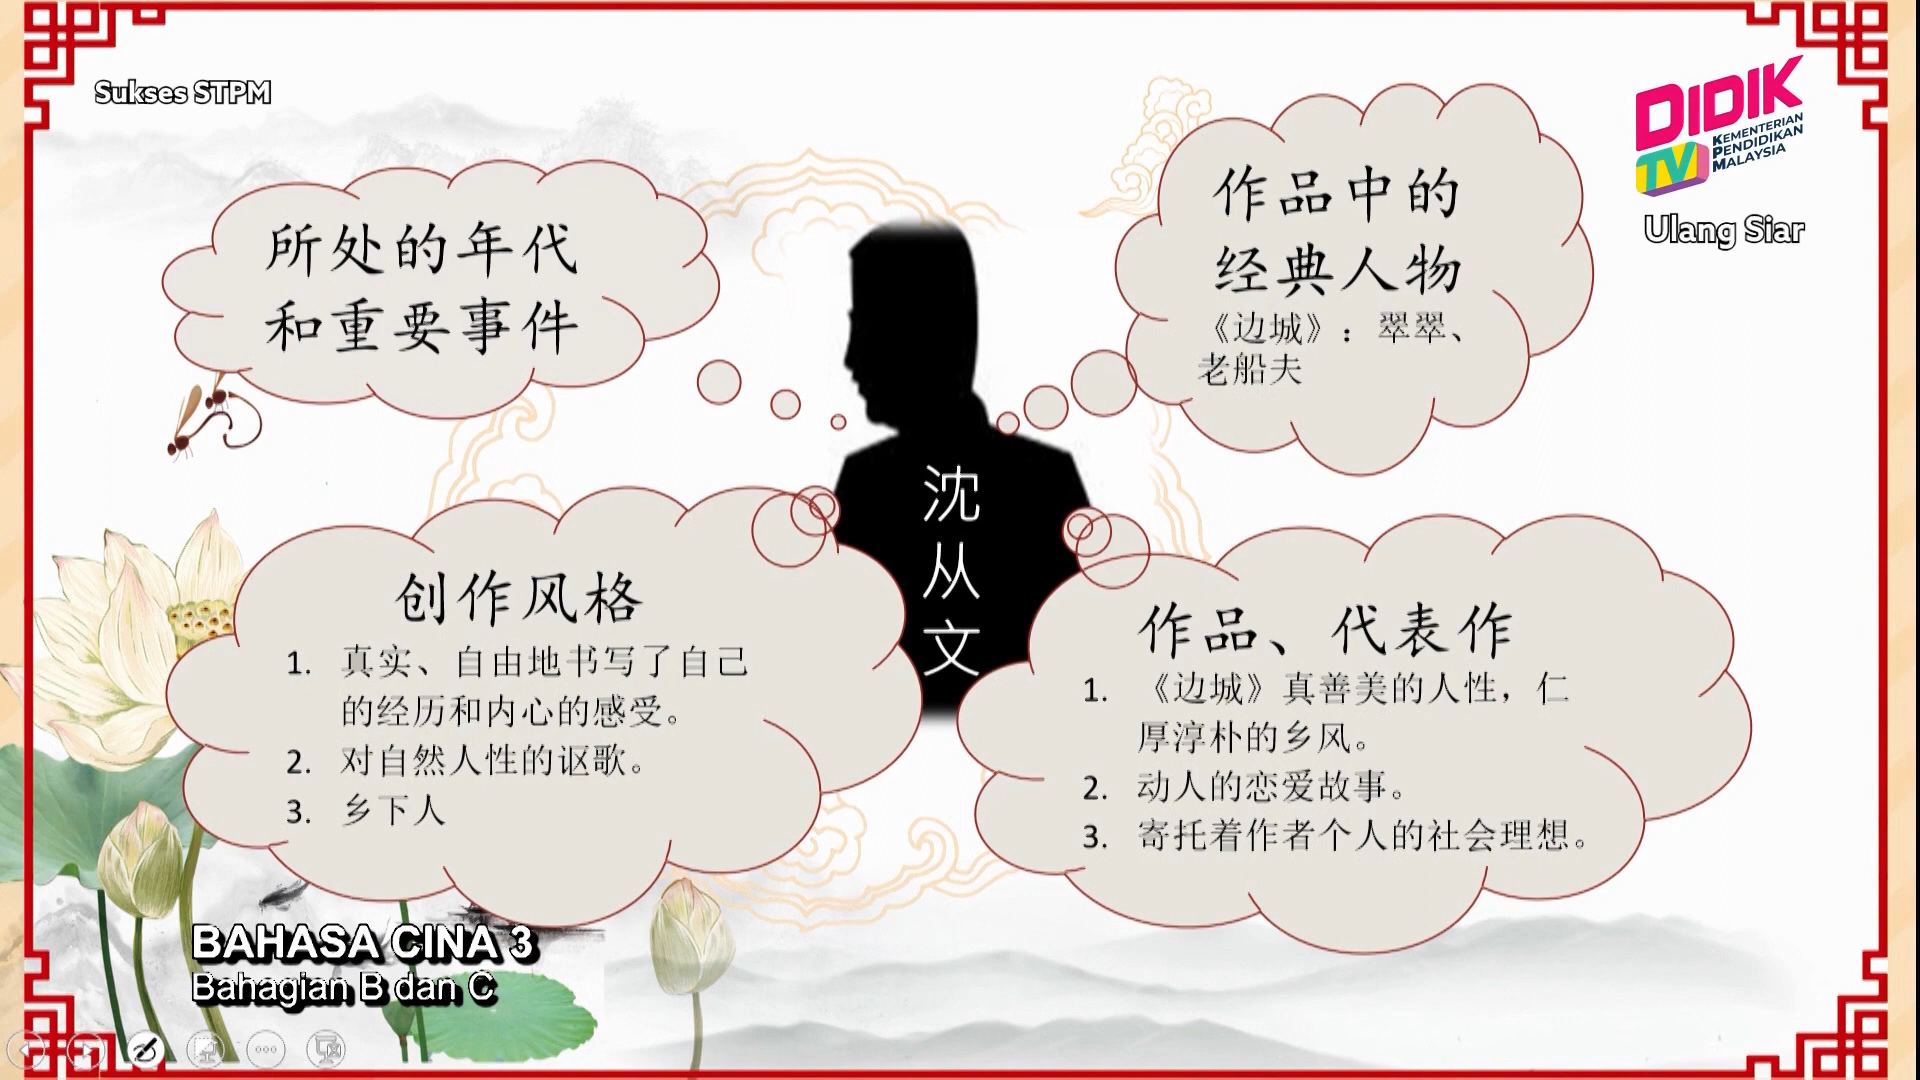 Sukses STPM
DIDIK
TV
KEMENTERIAN
PENDIDIKAN
MALAYSIA
Ulang Siar
所处的年代
和重要事件
作品中的
经典人物
《边城》：翠翠、
老船夫
沈从文
创作风格
1. 真实、自由地书写了自己
的经历和内心的感受。
2. 对自然人性的讴歌。
3. 乡下人
作品、代表作
1. 《边城》真善美的人性，仁
厚淳朴的乡风。
2. 动人的恋爱故事。
3. 寄托着作者个人的社会理想。
BAHASA CINA 3
Bahagian B dan C